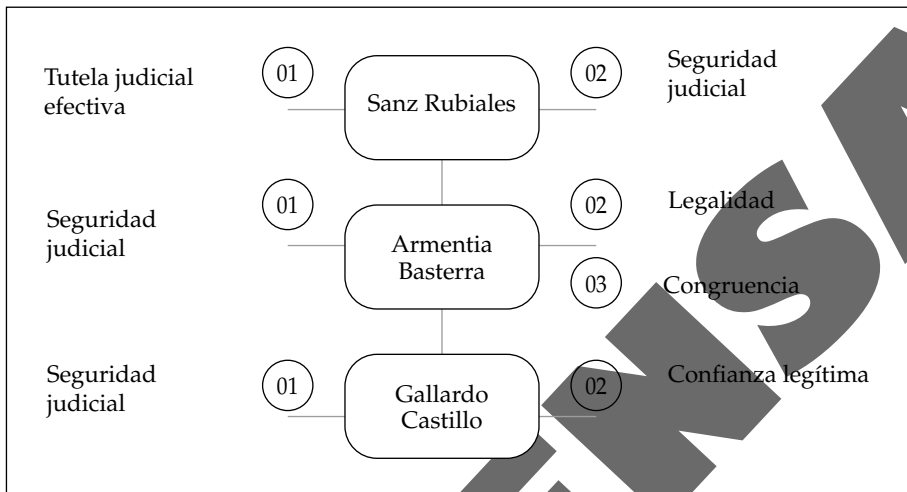 Tutela judicial
efectiva
01
Sanz Rubiales
02
Seguridad
judicial
Seguridad
judicial
01
Armentia
Basterra
02
Legalidad
03
Congruencia
Seguridad
judicial
01
Gallardo
Castillo
02
Confianza legítima